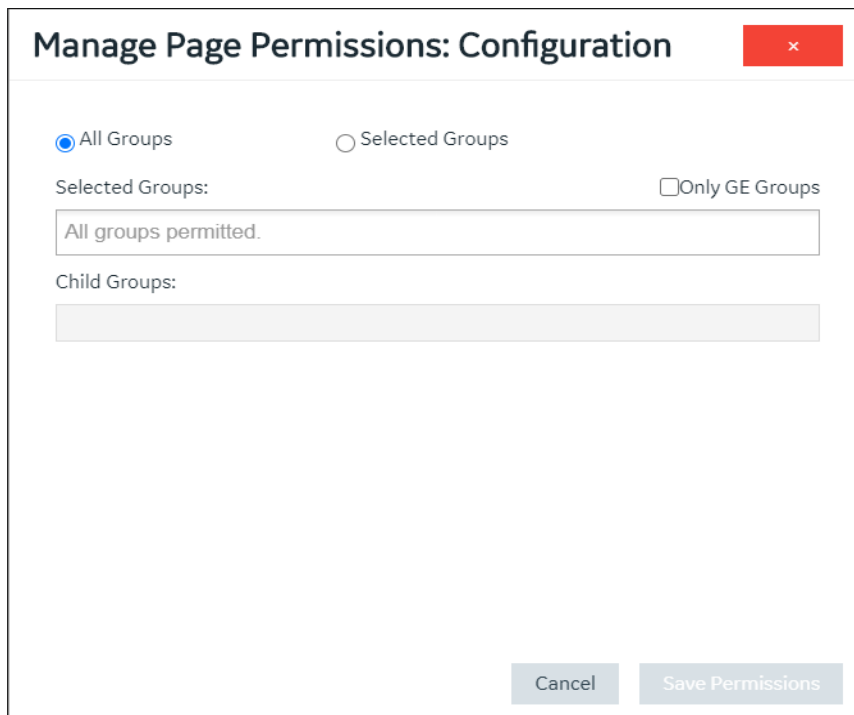 Manage Page Permissions: Configuration
×
All Groups
Selected Groups
Selected Groups:
Only GE Groups
All groups permitted.
Child Groups:
Cancel
Save Permissions